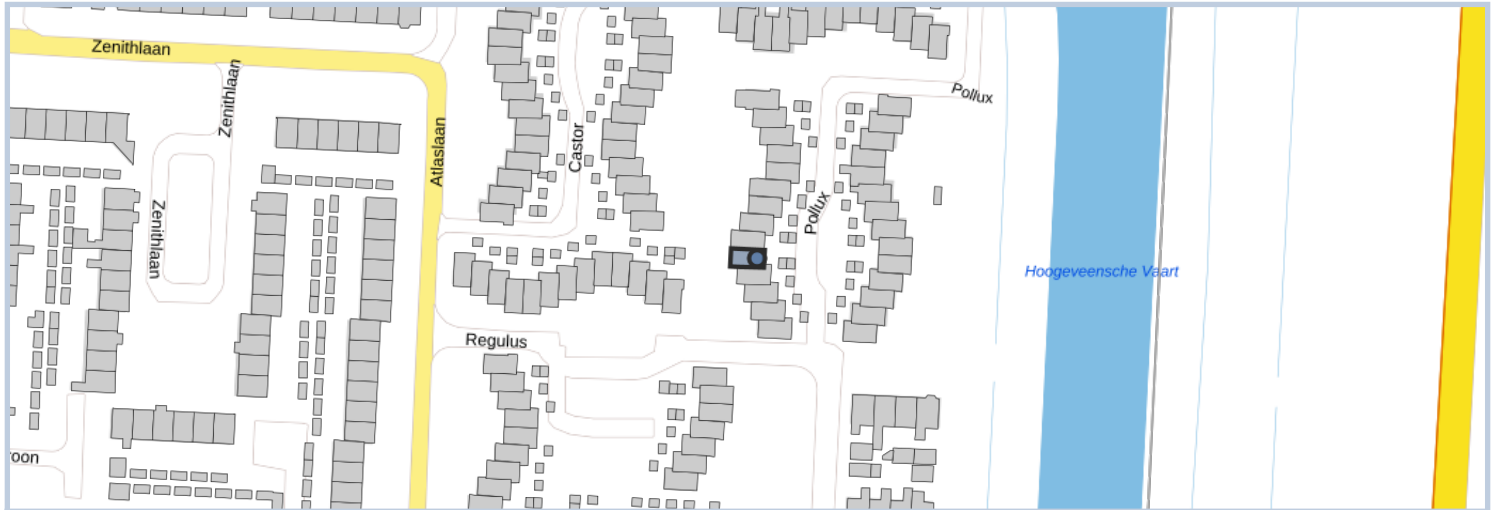 Zenithlaan
Zenithlaan
Pollux
Atlaslaan
Castor
Zenithlaan
Pollux
Hoogeveensche Vaart
Regulus
roon